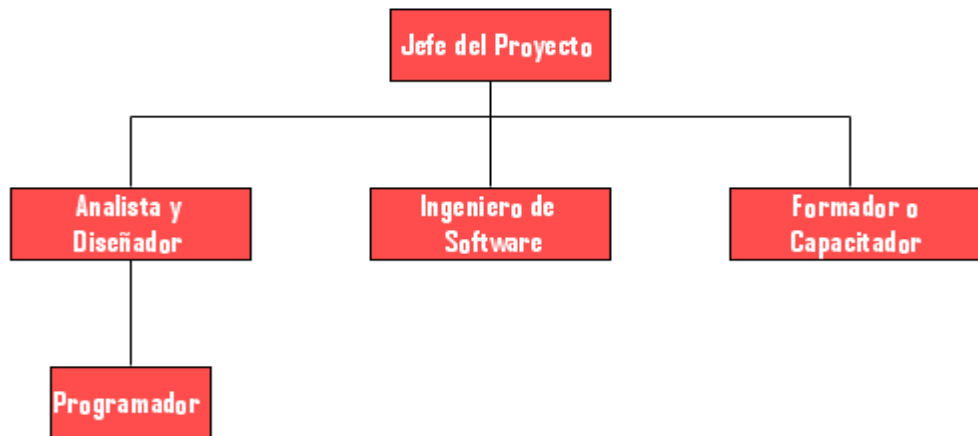 Jefe del Proyecto
Analista y
Diseñador
Ingeniero de
Software
Formador o
Capacitador
Programador